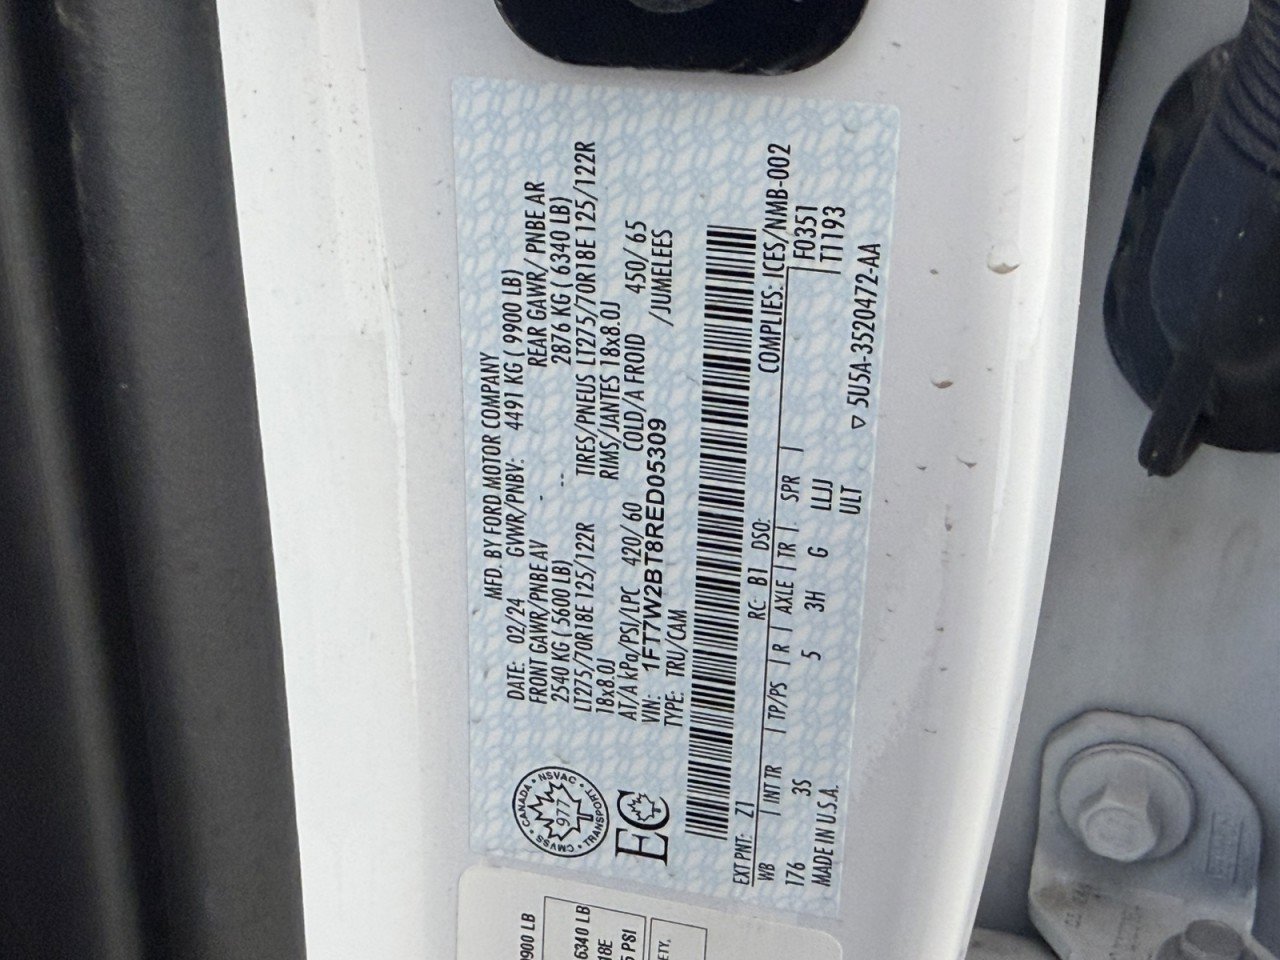 MFD. BY FORD MOTOR COMPANY
DATE: 02/24 GVWR/PNBV: 4491 KG ( 9900 LB)
FRONT GAWR/PNBE AV - REAR GAWR/ PNBE AR
2540 KG ( 5600 LB) -- 2876 KG ( 6340 LB)
LT275/70R18E 125/122R TIRES/PNEUS LT275/70R18E 125/122R
18x8.0J RIMS/JANTES 18x8.0J
AT/A kPa/PSI/LPC 420/ 60 COLD/A FROID 450/ 65
VIN: 1FT7W2BT8RED05309 /JUMELEES
TYPE: TRU/CAM
CANADA • NSVAC • TRANSPORT • CMVSS •
977
EC
RC: B1 DSO: COMPLIES: ICES/NMB-002
EXT PNT: Z1 F0351
WB | INT TR | TP/PS | R | AXLE | TR | SPR | T1193
176 3S 5 3H G LLJJ
MADE IN U.S.A. ULT ▽ 5U5A-3520472-AA
9900 LB
6340 LB
18E
PSI